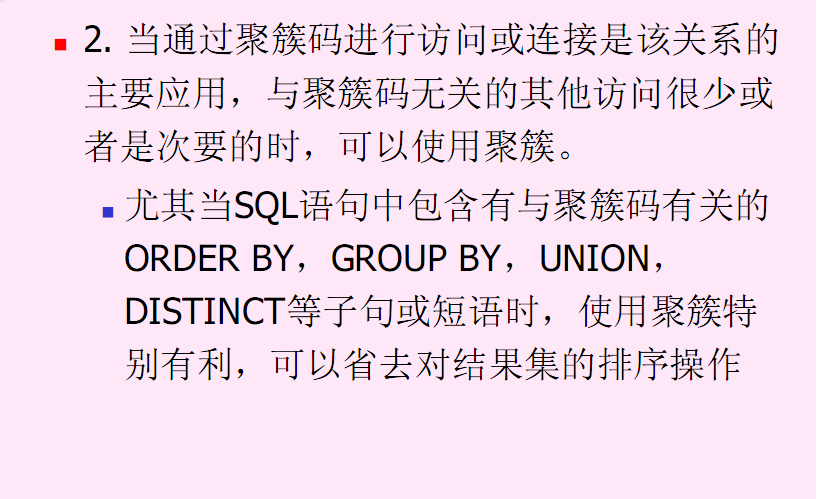 2. 当通过聚簇码进行访问或连接是该关系的
主要应用，与聚簇码无关的其他访问很少或
者是次要的时，可以使用聚簇。
尤其当SQL语句中包含有与聚簇码有关的
ORDER BY，GROUP BY，UNION，
DISTINCT等子句或短语时，使用聚簇特
别有利，可以省去对结果集的排序操作